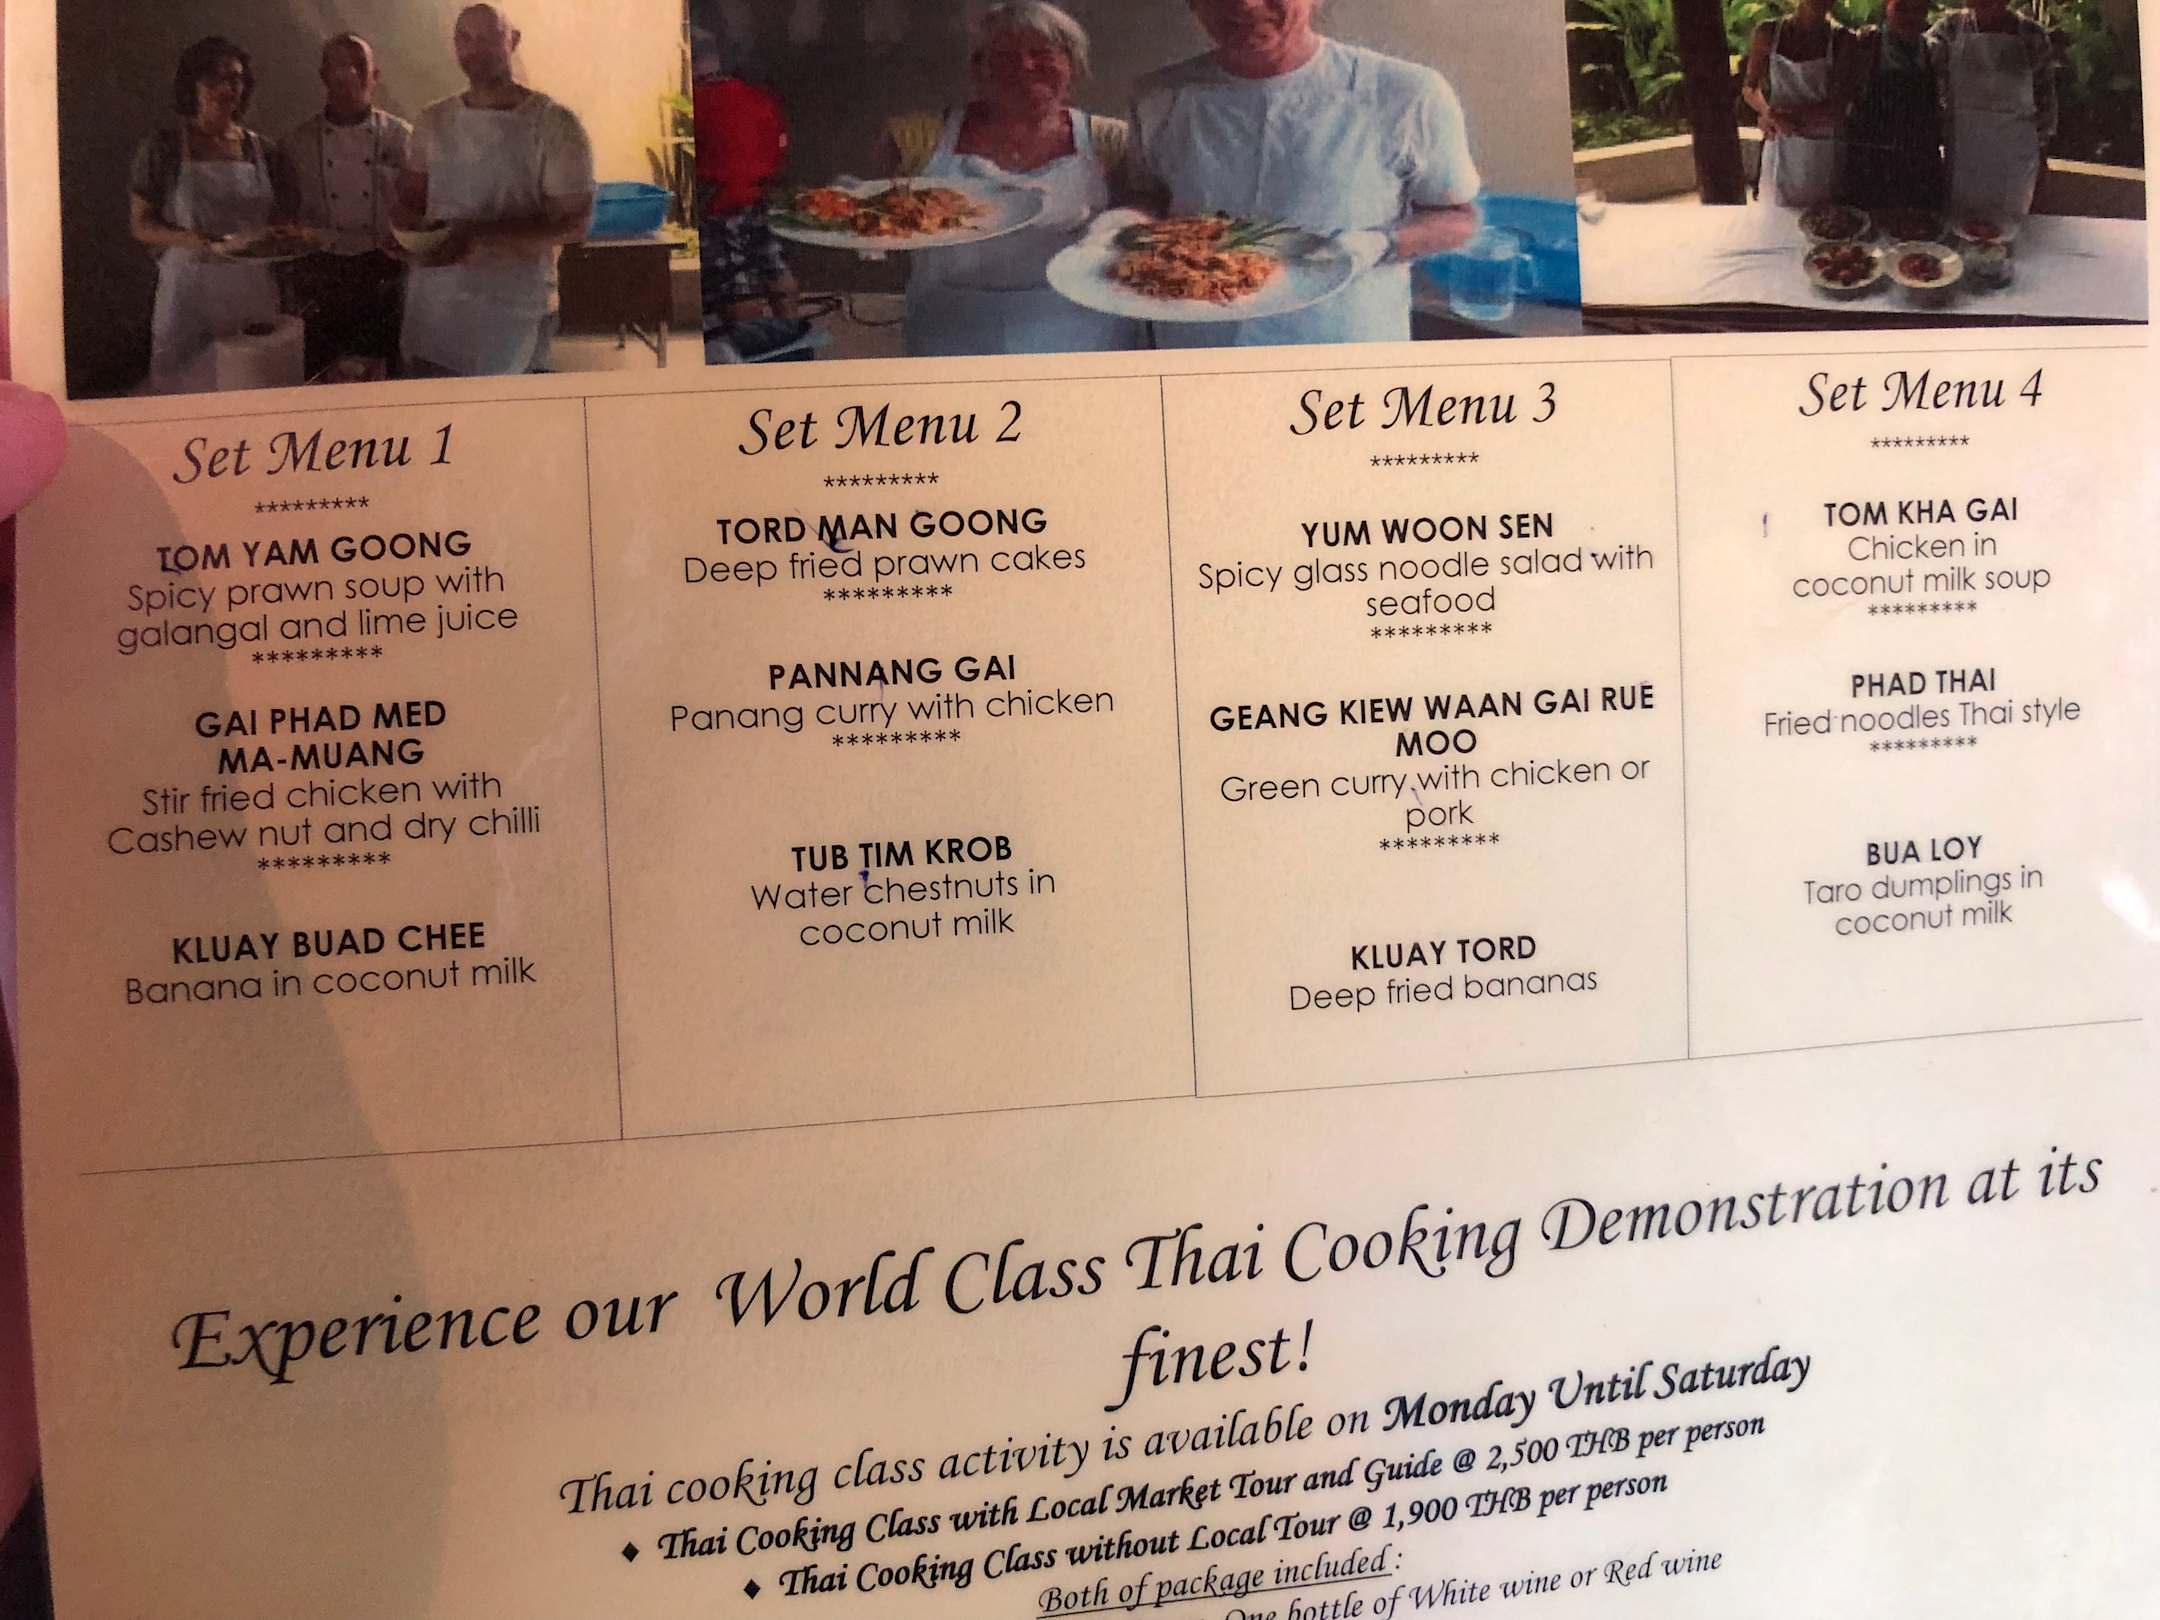 Set Menu 1
*********
TOM YAM GOONG
Spicy prawn soup with
galangal and lime juice
*********
GAI PHAD MED
MA-MUANG
Stir fried chicken with
Cashew nut and dry chilli
*********
KLUAY BUAD CHEE
Banana in coconut milk
Set Menu 2
*********
TORD MAN GOONG
Deep fried prawn cakes
*********
PANNANG GAI
Panang curry with chicken
*********
TUB TIM KROB
Water chestnuts in
coconut milk
Set Menu 3
*********
YUM WOON SEN
Spicy glass noodle salad with
seafood
*********
GEANG KIEW WAAN GAI RUE
MOO
Green curry with chicken or
pork
*********
KLUAY TORD
Deep fried bananas
Set Menu 4
*********
TOM KHA GAI
Chicken in
coconut milk soup
*********
PHAD THAI
Fried noodles Thai style
*********
BUA LOY
Taro dumplings in
coconut milk
Experience our World Class Thai Cooking Demonstration at its
finest!
Thai cooking class activity is available on Monday Until Saturday
♦ Thai Cooking Class with Local Market Tour and Guide @ 2,500 THB per person
♦ Thai Cooking Class without Local Tour @ 1,900 THB per person
Both of package included :
One bottle of White wine or Red wine